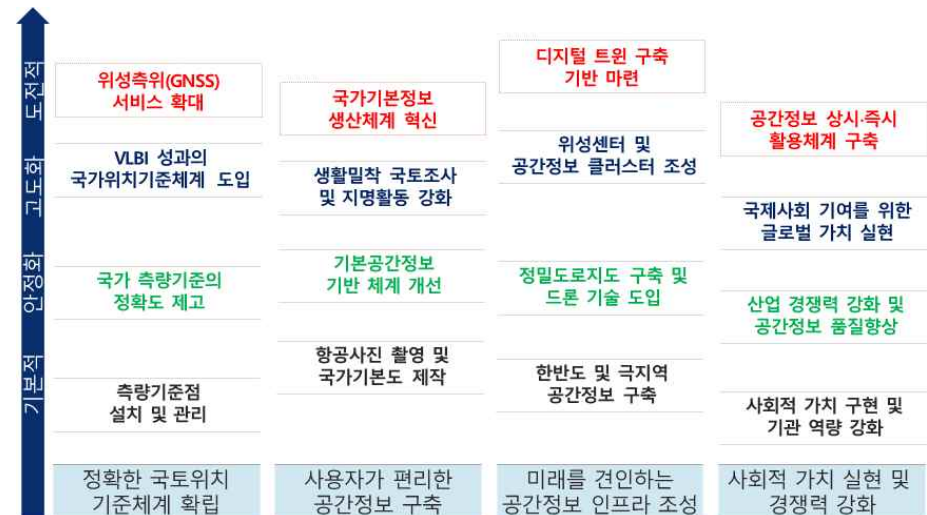 도전적
고도화
안정화
기본적
위성측위(GNSS)
서비스 확대
VLBI 성과의
국가위치기준체계 도입
국가 측량기준의
정확도 제고
측량기준점
설치 및 관리
정확한 국토위치
기준체계 확립
국가기본정보
생산체계 혁신
생활밀착 국토조사
및 지명활동 강화
기본공간정보
기반 체계 개선
항공사진 촬영 및
국가기본도 제작
사용자가 편리한
공간정보 구축
디지털 트윈 구축
기반 마련
위성센터 및
공간정보 클러스터 조성
정밀도로지도 구축 및
드론 기술 도입
한반도 및 극지역
공간정보 구축
미래를 견인하는
공간정보 인프라 조성
공간정보 상시·즉시
활용체계 구축
국제사회 기여를 위한
글로벌 가치 실현
산업 경쟁력 강화 및
공간정보 품질향상
사회적 가치 구현 및
기관 역량 강화
사회적 가치 실현 및
경쟁력 강화